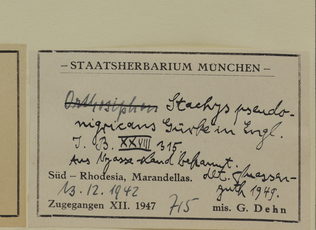 – STAATSHERBARIUM MÜNCHEN –
Orthosiphon Stachys pseudo-
nigricans Gürke in Engl.
J. B. XXVIII 315.
Aus Nyassa-Land bekannt.
Süd – Rhodesia, Marandellas. det. Suessen-
13.12.1942 guth 1949.
Zugegangen XII. 1947 715 mis. G. Dehn